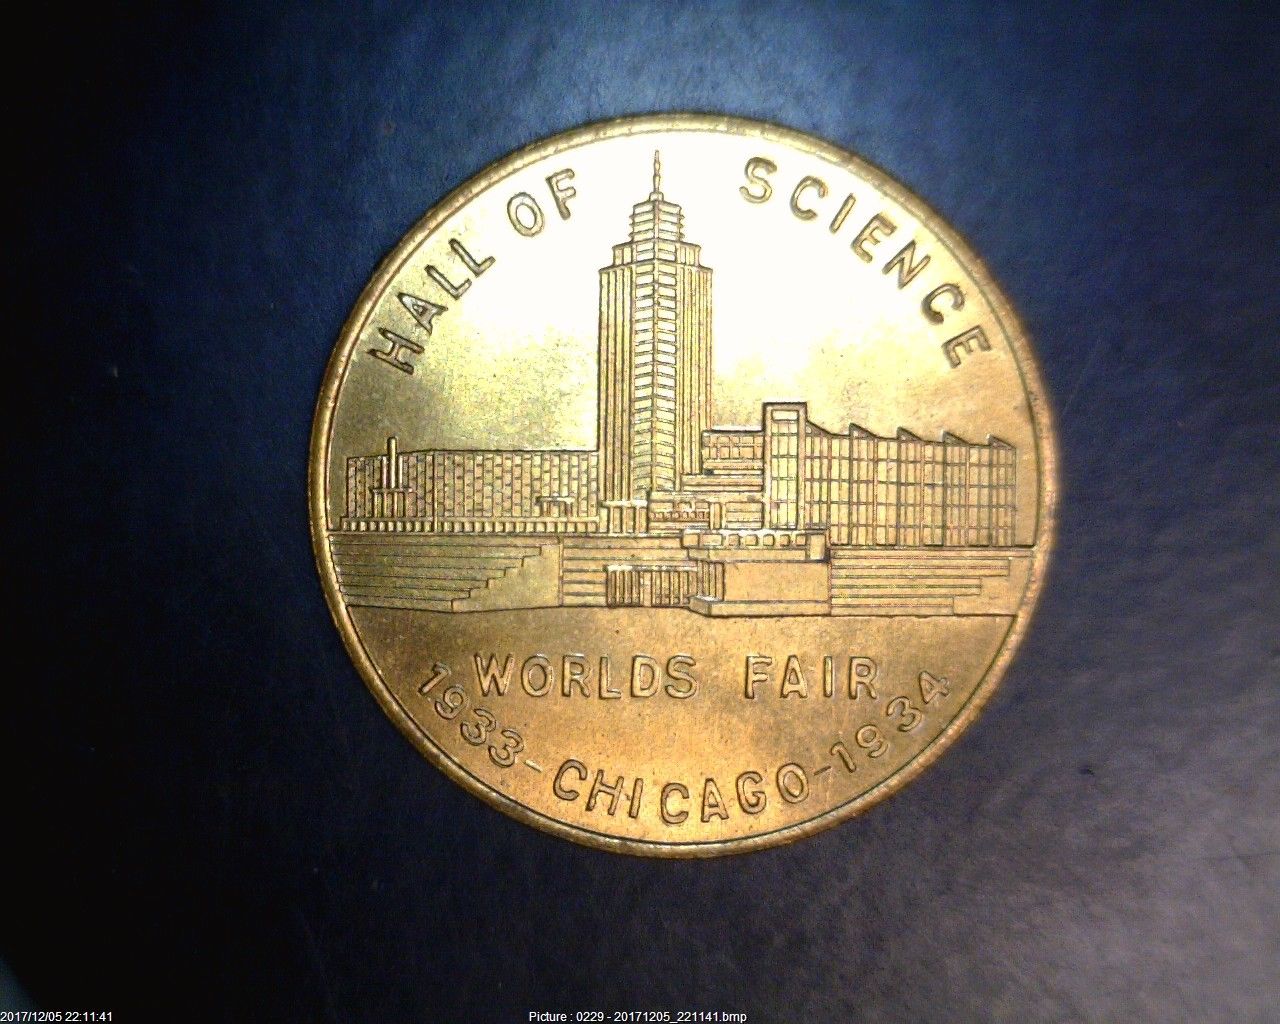 HALL OF SCIENCE
WORLDS FAIR
1933-CHICAGO-1934
2017/12/05 22:11:41
Picture : 0229 - 20171205_221141.bmp